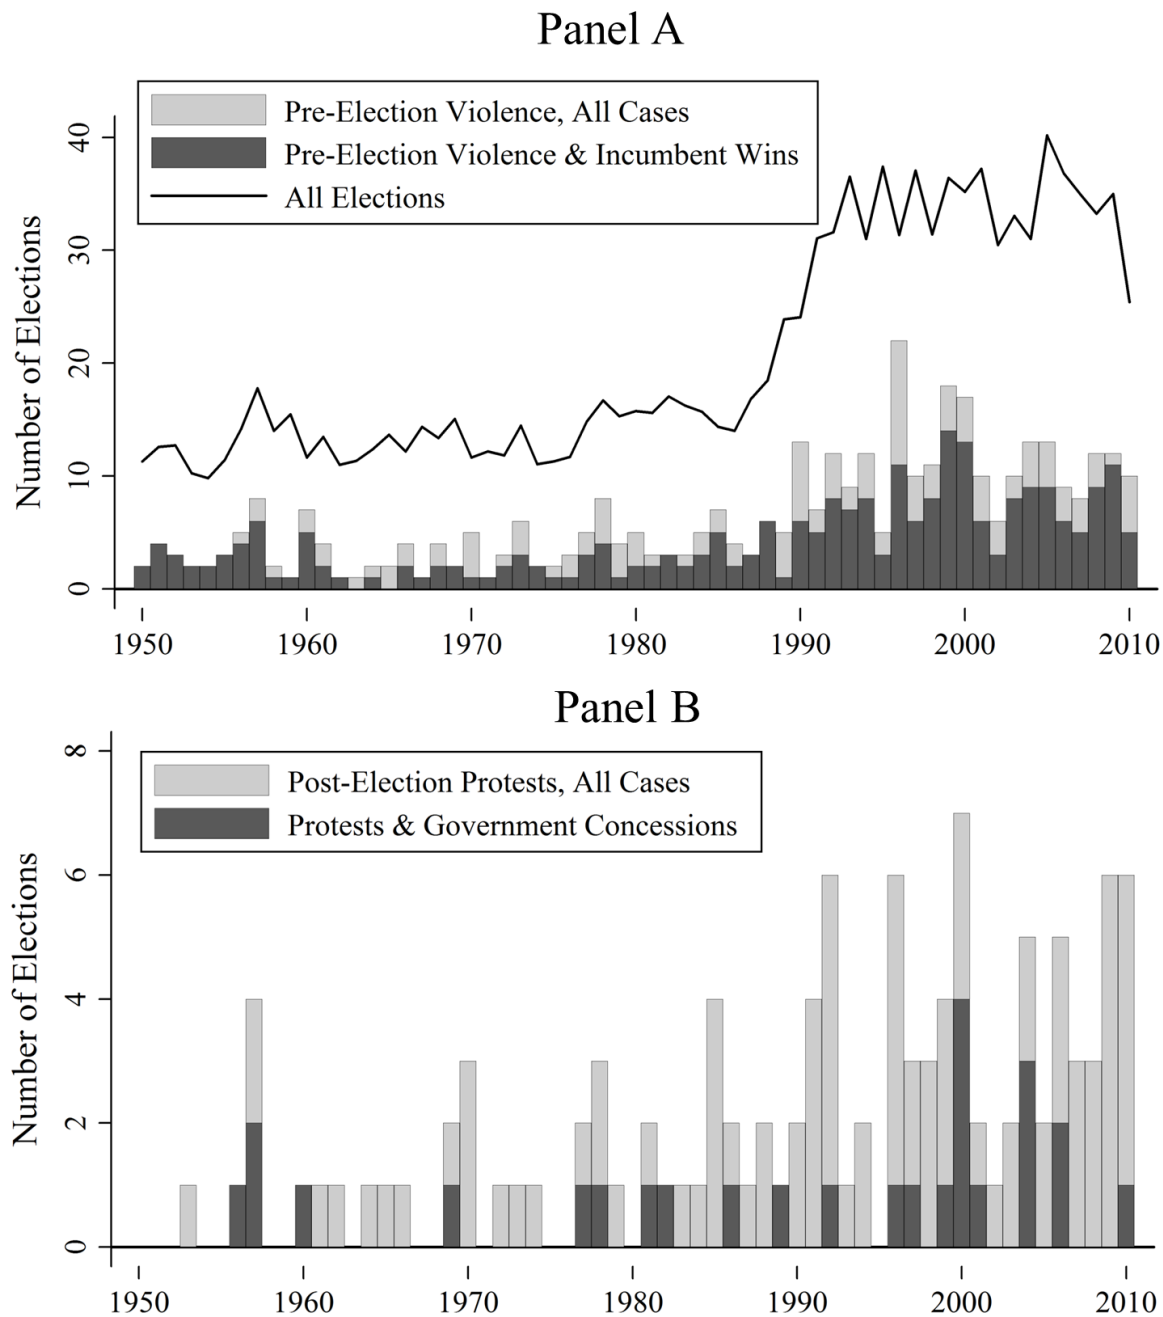 Panel A
Pre-Election Violence, All Cases
Pre-Election Violence & Incumbent Wins
All Elections
Number of Elections
40
30
20
10
0
1950 1960 1970 1980 1990 2000 2010
Panel B
Post-Election Protests, All Cases
Protests & Government Concessions
Number of Elections
8
6
4
2
0
1950 1960 1970 1980 1990 2000 2010